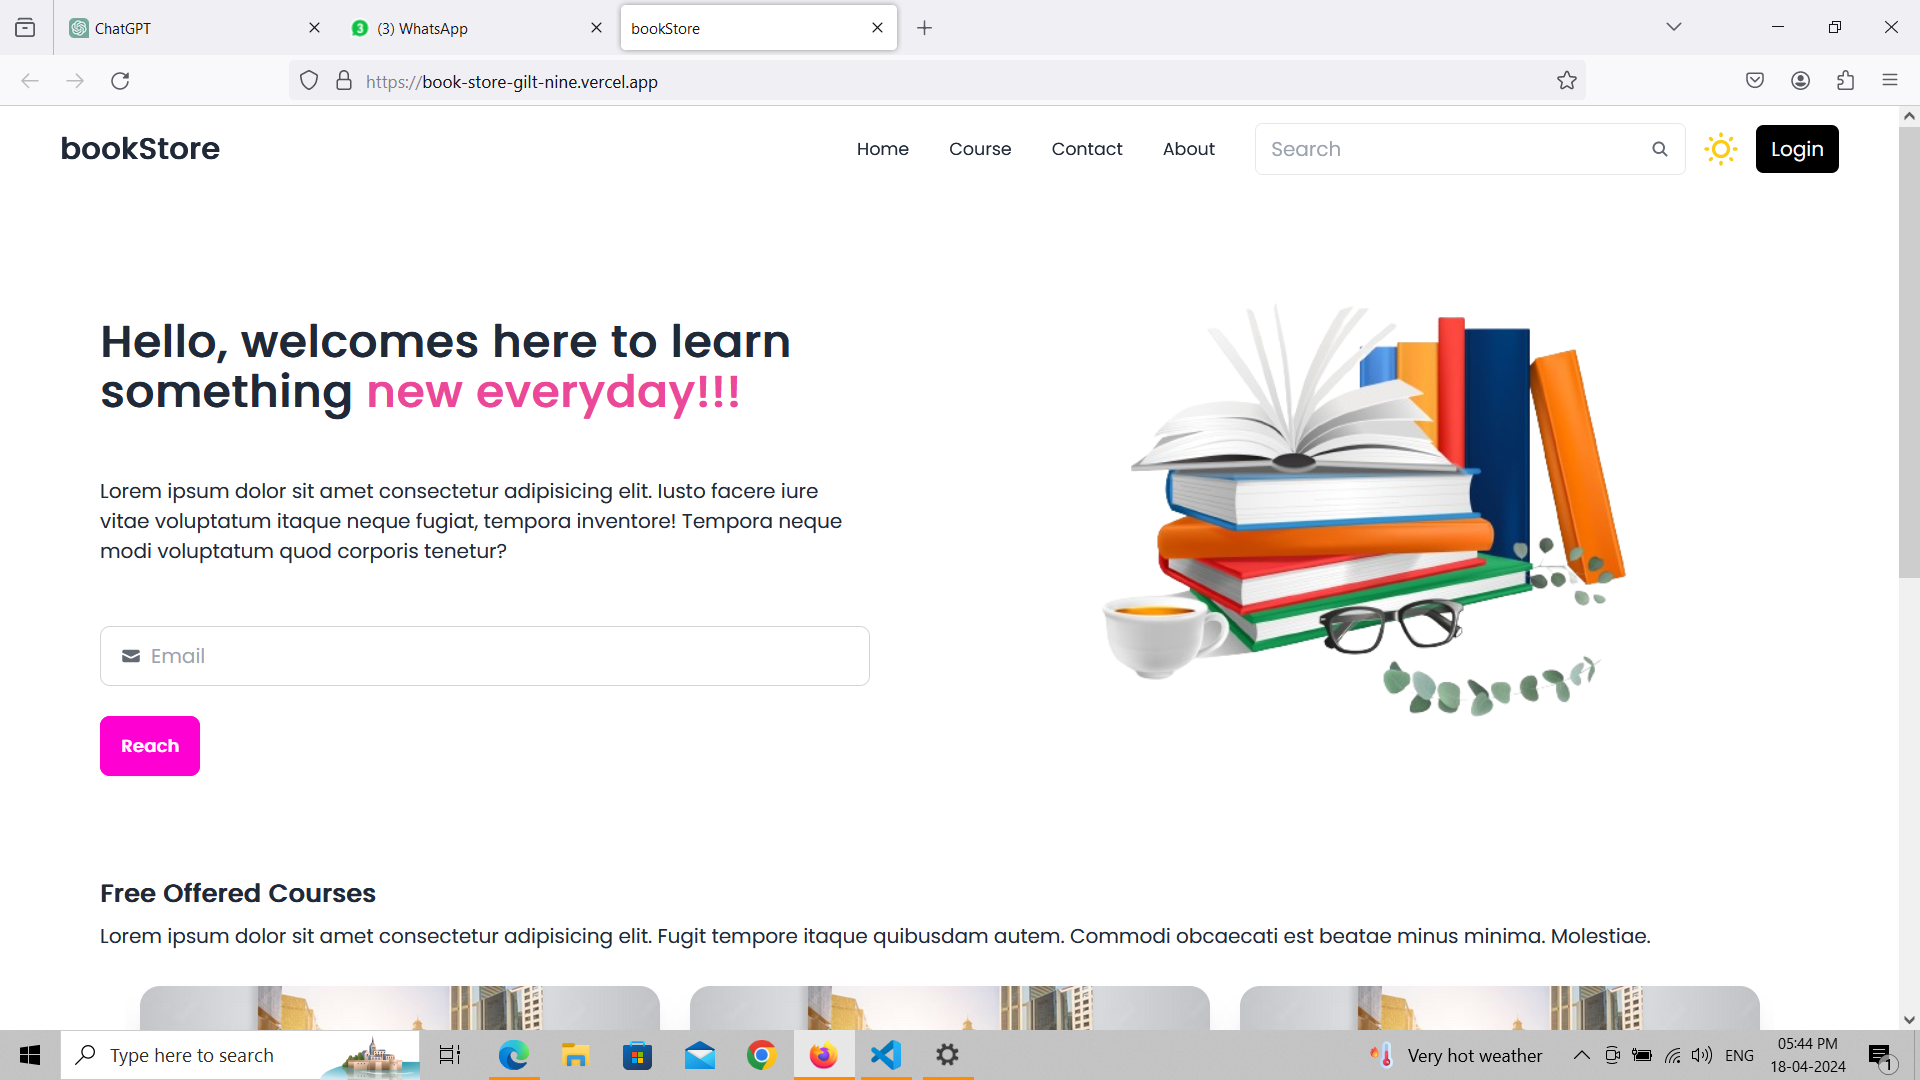 ChatGPT
3 (3) WhatsApp
bookStore
https://book-store-gilt-nine.vercel.app
bookStore
Home
Course
Contact
About
Search
Login
Hello, welcomes here to learn
something new everyday!!!
Lorem ipsum dolor sit amet consectetur adipisicing elit. Iusto facere iure
vitae voluptatum itaque neque fugiat, tempora inventore! Tempora neque
modi voluptatum quod corporis tenetur?
Email
Reach
Free Offered Courses
Lorem ipsum dolor sit amet consectetur adipisicing elit. Fugit tempore itaque quibusdam autem. Commodi obcaecati est beatae minus minima. Molestiae.
Type here to search
Very hot weather
ENG
05:44 PM
18-04-2024
1